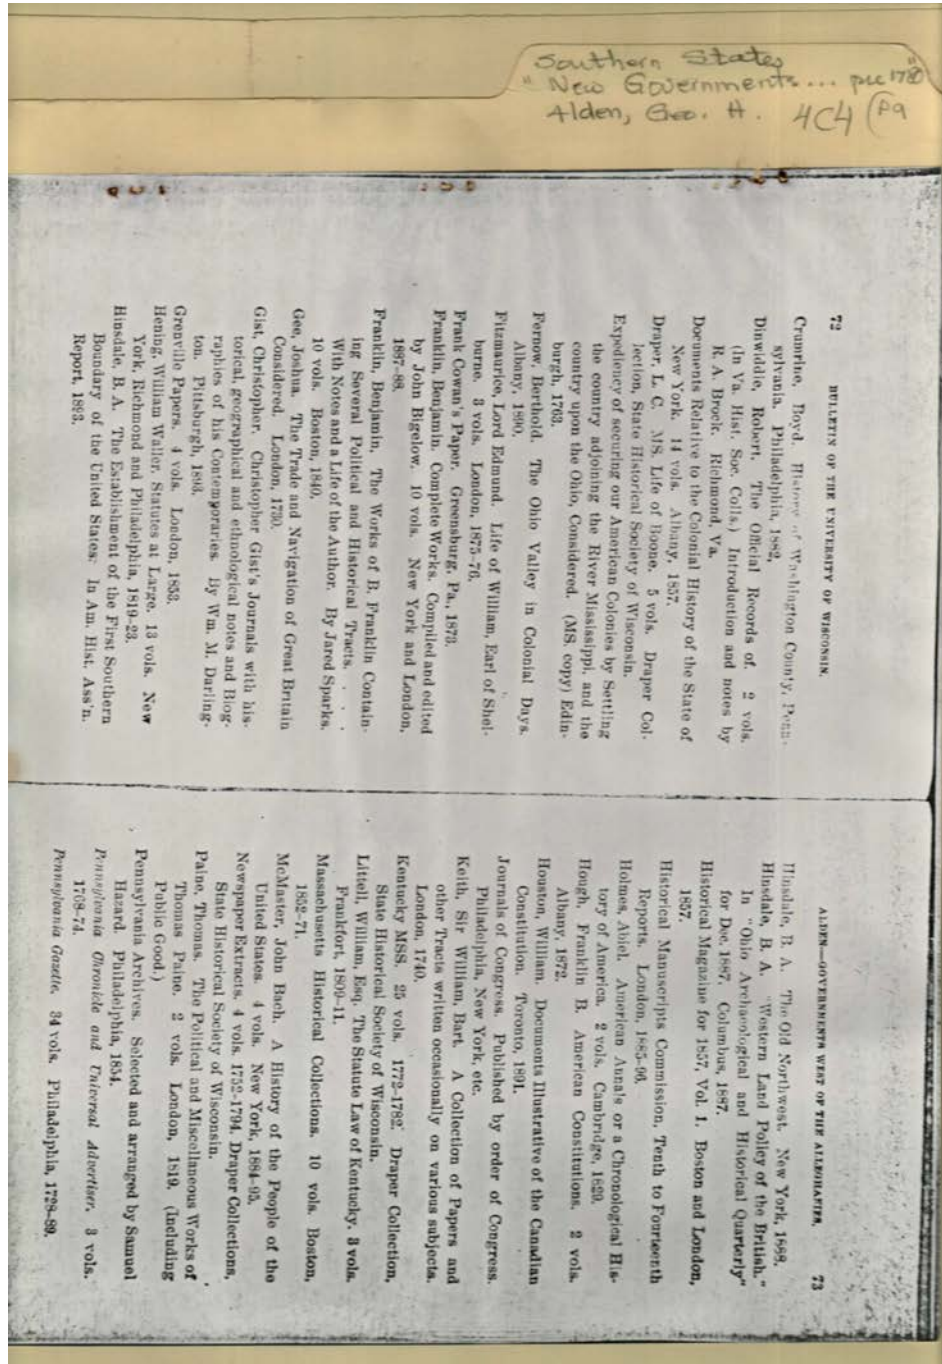 Southern States
"New Governments... pre 1780"
Alden, Geo. H. 4C4 (pa
72 BULLETIN OF THE UNIVERSITY OF WISCONSIN.
Crumrine, Boyd. History of Washington County, Penn-
sylvania. Philadelphia, 1882,
Dinwiddie, Robert. The Official Records of. 2 vols.
(In Va. Hist. Soc. Colls.) Introduction and notes by
R. A. Brock. Richmond, Va.
Documents Relative to the Colonial History of the State of
New York. 14 vols. Albany, 1857.
Draper, L. C. MS. Life of Boone. 5 vols. Draper Col-
lection, State Historical Society of Wisconsin.
Expediency of securing our American Colonies by Settling
the country adjoining the River Mississippi, and the
country upon the Ohio, Considered. (MS. copy) Edin-
burgh, 1763.
Fernow, Berthold. The Ohio Valley in Colonial Days.
Albany, 1890.
Fitzmaurice, Lord Edmund. Life of William, Earl of Shel-
burne. 3 vols. London, 1875-76.
Frank Cowan's Paper. Greensburg, Pa., 1873.
Franklin, Benjamin. Complete Works. Compiled and edited
by John Bigelow. 10 vols. New York and London,
1887-88.
Franklin, Benjamin. The Works of B. Franklin Contain-
ing Several Political and Historical Tracts. . . .
With Notes and a Life of the Author. By Jared Sparks.
10 vols. Boston, 1840.
Gee, Joshua. The Trade and Navigation of Great Britain
Considered. London, 1730.
Gist, Christopher. Christopher Gist's Journals with his-
torical, geographical and ethnological notes and Biog-
raphies of his Contemporaries. By Wm. M. Darling-
ton. Pittsburgh, 1893.
Grenville Papers. 4 vols. London, 1853.
Hening, William Waller. Statutes at Large. 13 vols. New
York, Richmond and Philadelphia, 1819-23.
Hinsdale, B. A. The Establishment of the First Southern
Boundary of the United States. In Am. Hist. Ass'n.
Report, 1893.
ALDEN—GOVERNMENTS WEST OF THE ALLEGHANIES. 73
Hinsdale, B. A. The Old Northwest. New York, 1888.
Hinsdale, B. A. "Western Land Policy of the British."
In "Ohio Archæological and Historical Quarterly"
for Dec. 1887. Columbus, 1887.
Historical Magazine for 1857, Vol. 1. Boston and London,
1857.
Historical Manuscripts Commission, Tenth to Fourteenth
Reports. London, 1885-96.
Holmes, Abiel. American Annals or a Chronological His-
tory of America. 2 vols. Cambridge, 1829.
Hough, Franklin B. American Constitutions. 2 vols.
Albany, 1872.
Houston, William. Documents Illustrative of the Canadian
Constitution. Toronto, 1891.
Journals of Congress. Published by order of Congress.
Philadelphia, New York, etc.
Keith, Sir William, Bart. A Collection of Papers and
other Tracts written occasionally on various subjects.
London, 1740.
Kentucky MSS. 25 vols. 1772-1782. Draper Collection,
State Historical Society of Wisconsin.
Littell, William, Esq. The Statute Law of Kentucky. 3 vols.
Frankfort, 1809-11.
Massachusetts Historical Collections. 10 vols. Boston,
1852-71.
McMaster, John Bach. A History of the People of the
United States. 4 vols. New York, 1884-95.
Newspaper Extracts. 4 vols. 1752-1794. Draper Collections,
State Historical Society of Wisconsin.
Paine, Thomas. The Political and Miscellaneous Works of
Thomas Paine. 2 vols. London, 1819. (Including
Public Good.)
Pennsylvania Archives. Selected and arranged by Samuel
Hazard. Philadelphia, 1854.
Pennsylvania Chronicle and Universal Advertiser. 3 vols.
1768-74.
Pennsylvania Gazette. 34 vols. Philadelphia, 1728-89.